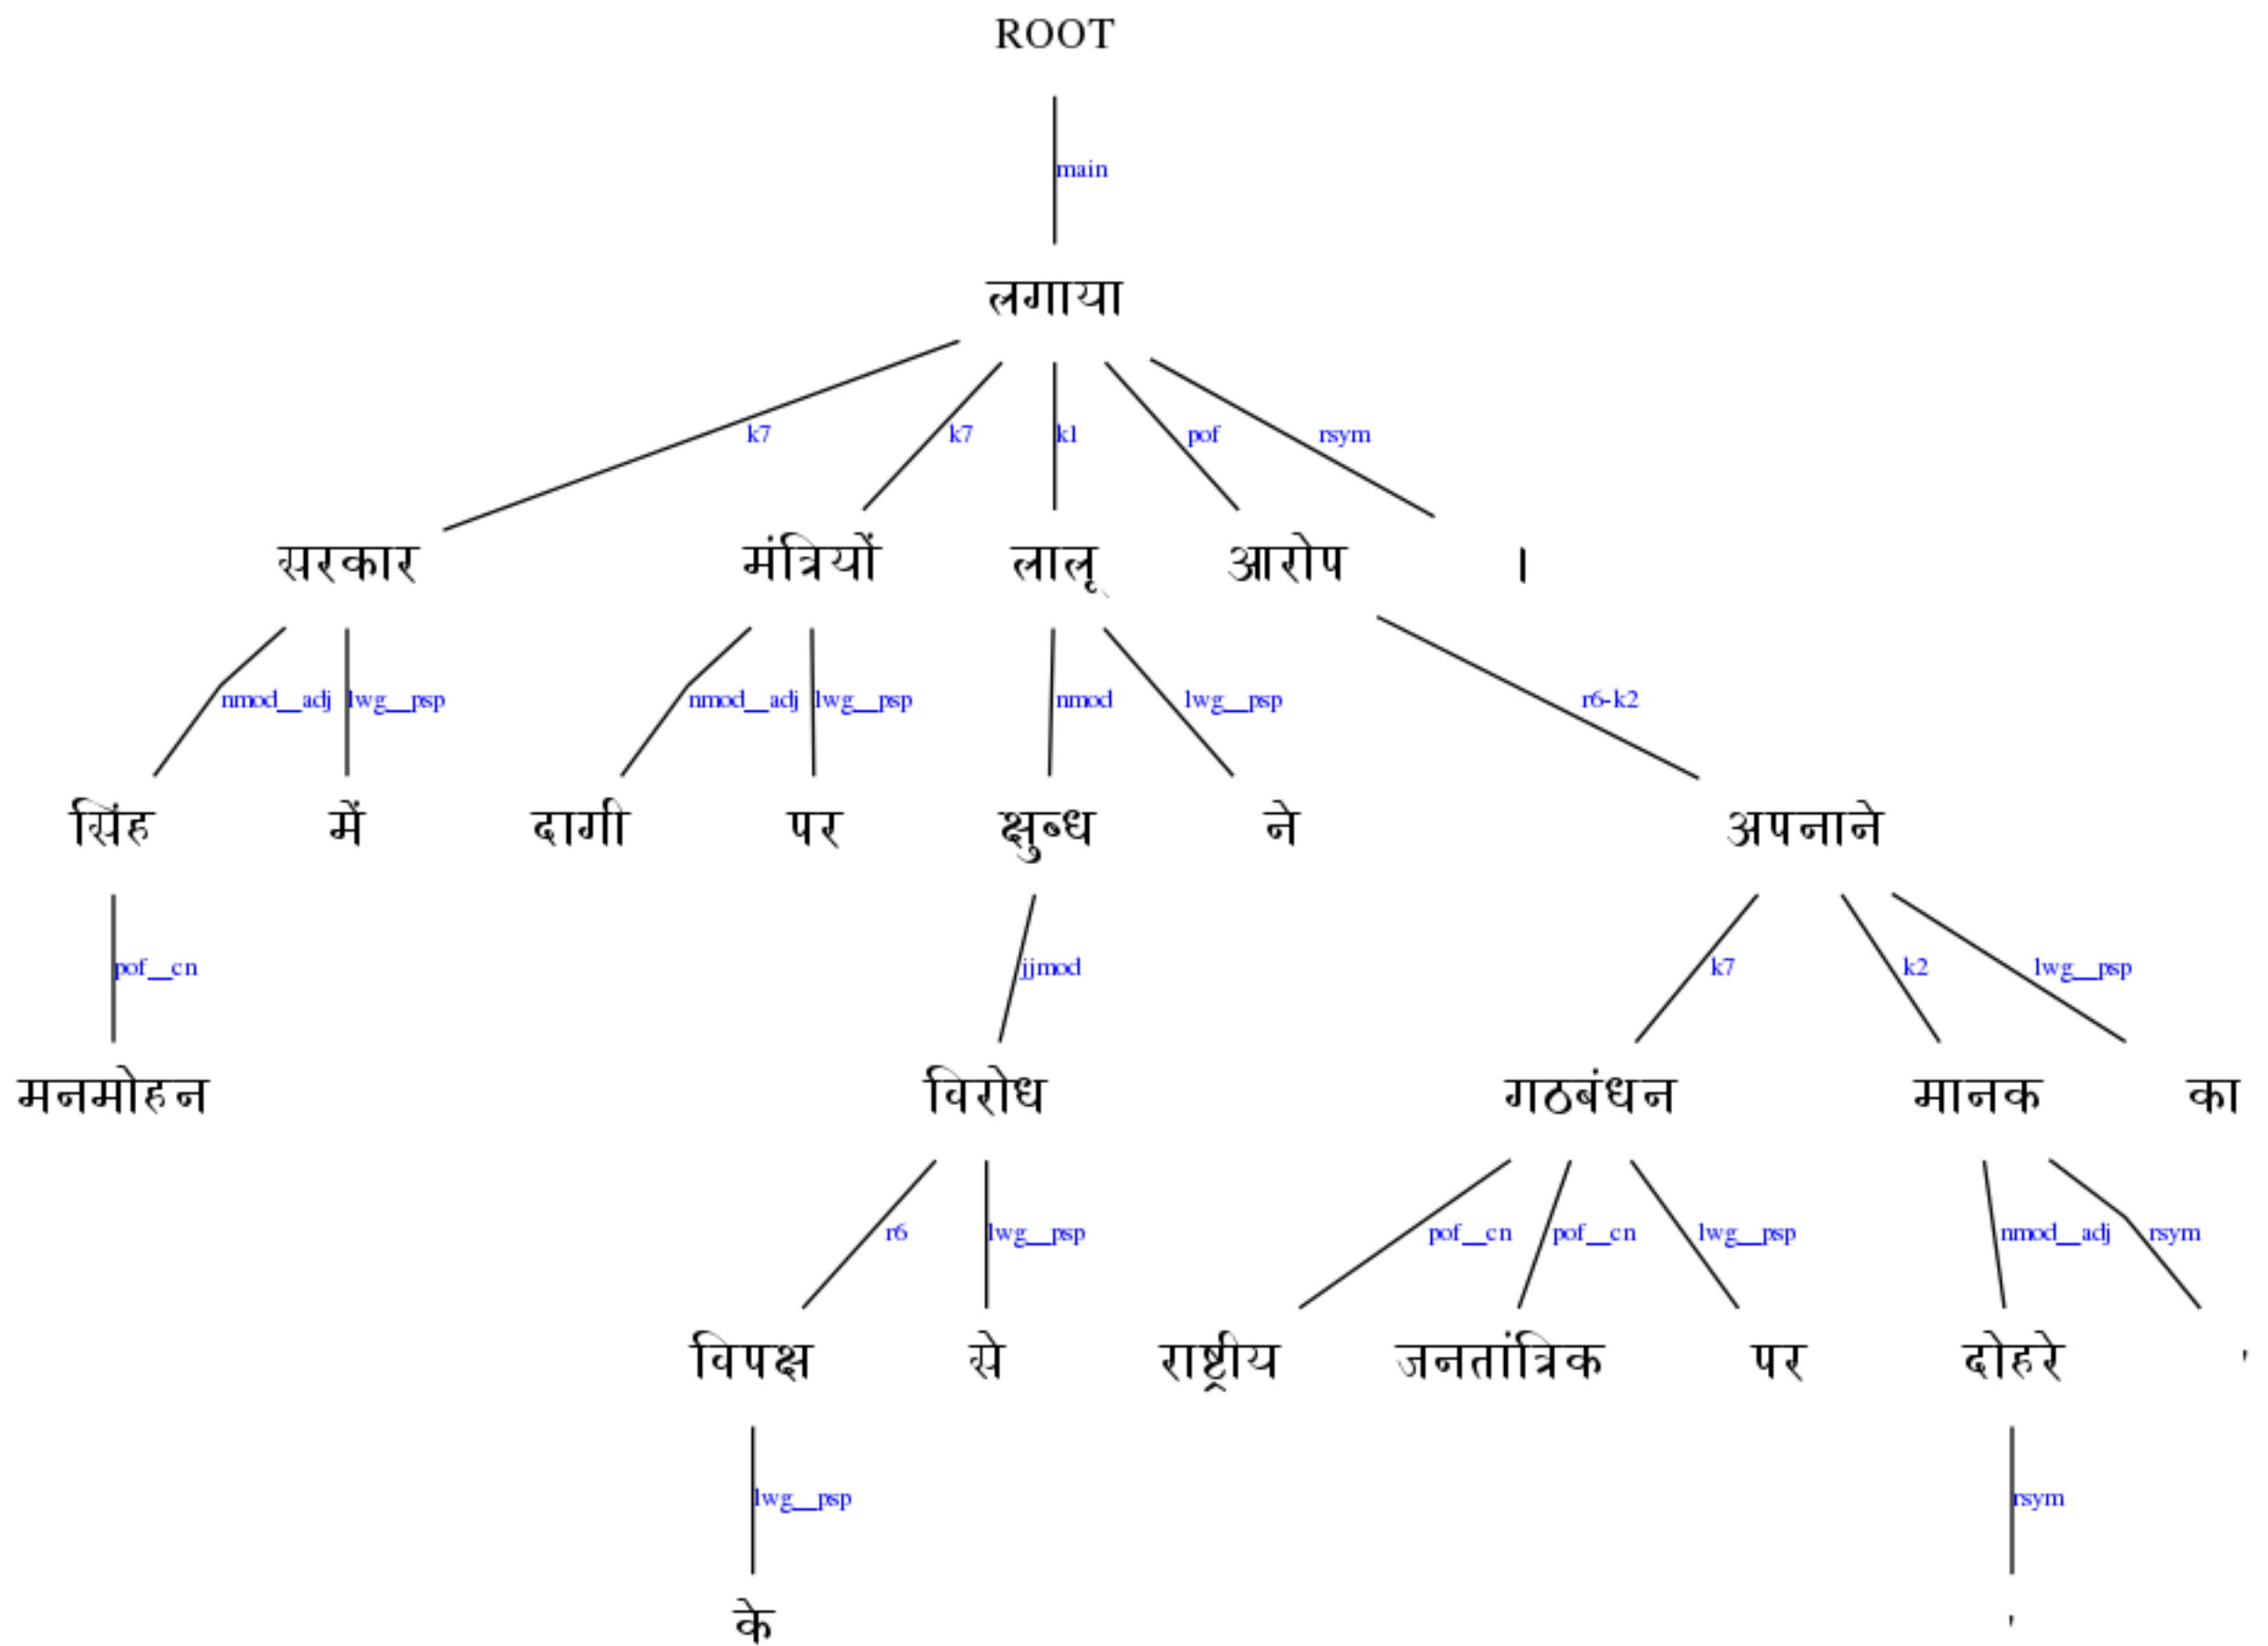 ROOT
main
लगाया
k7 k7 k1 pof rsym
सरकार मंत्रियों लालू आरोप ।
nmod__adj lwg__psp nmod__adj lwg__psp nmod lwg__psp r6-k2
सिंह में दागी पर क्षुब्ध ने अपनाने
pof__cn jjmod k7 k2 lwg__psp
मनमोहन विरोध गठबंधन मानक का
r6 lwg__psp pof__cn pof__cn lwg__psp nmod__adj rsym
विपक्ष से राष्ट्रीय जनतांत्रिक पर दोहरे '
lwg__psp rsym
के '